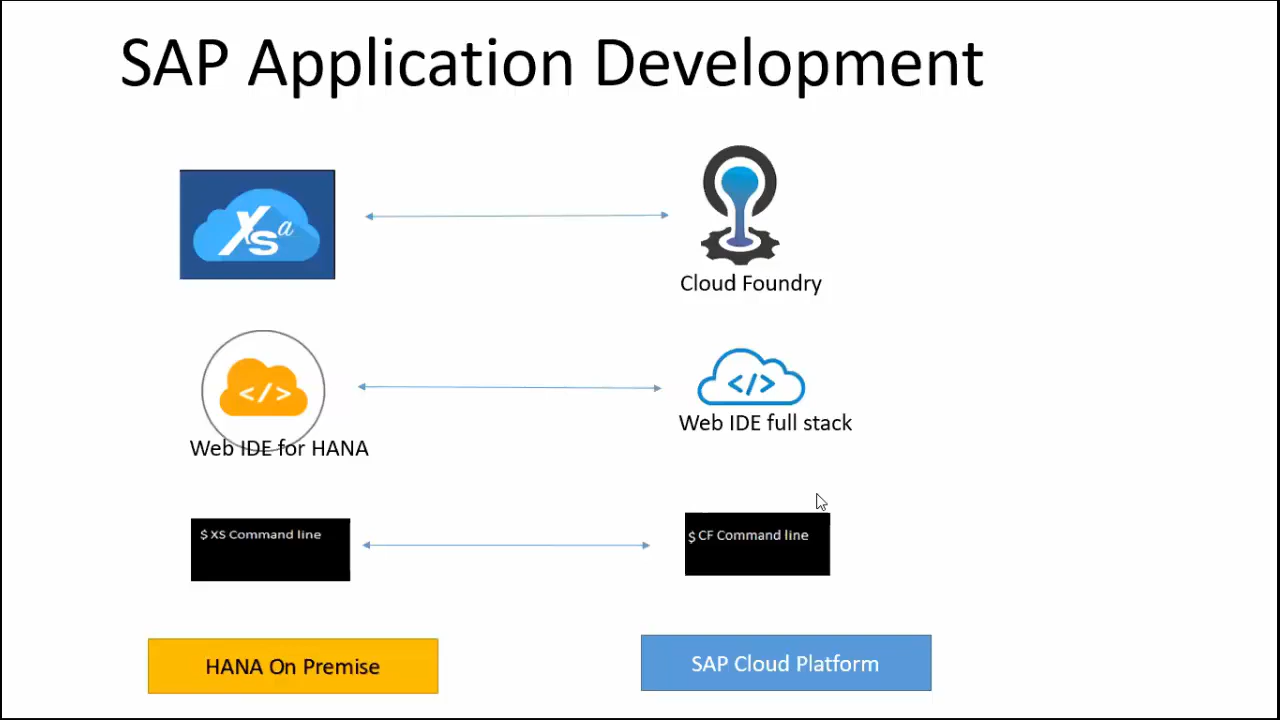 SAP Application Development
XSa
Cloud Foundry
</>
</>
Web IDE for HANA
Web IDE full stack
$ XS Command line
$ CF Command line
HANA On Premise
SAP Cloud Platform